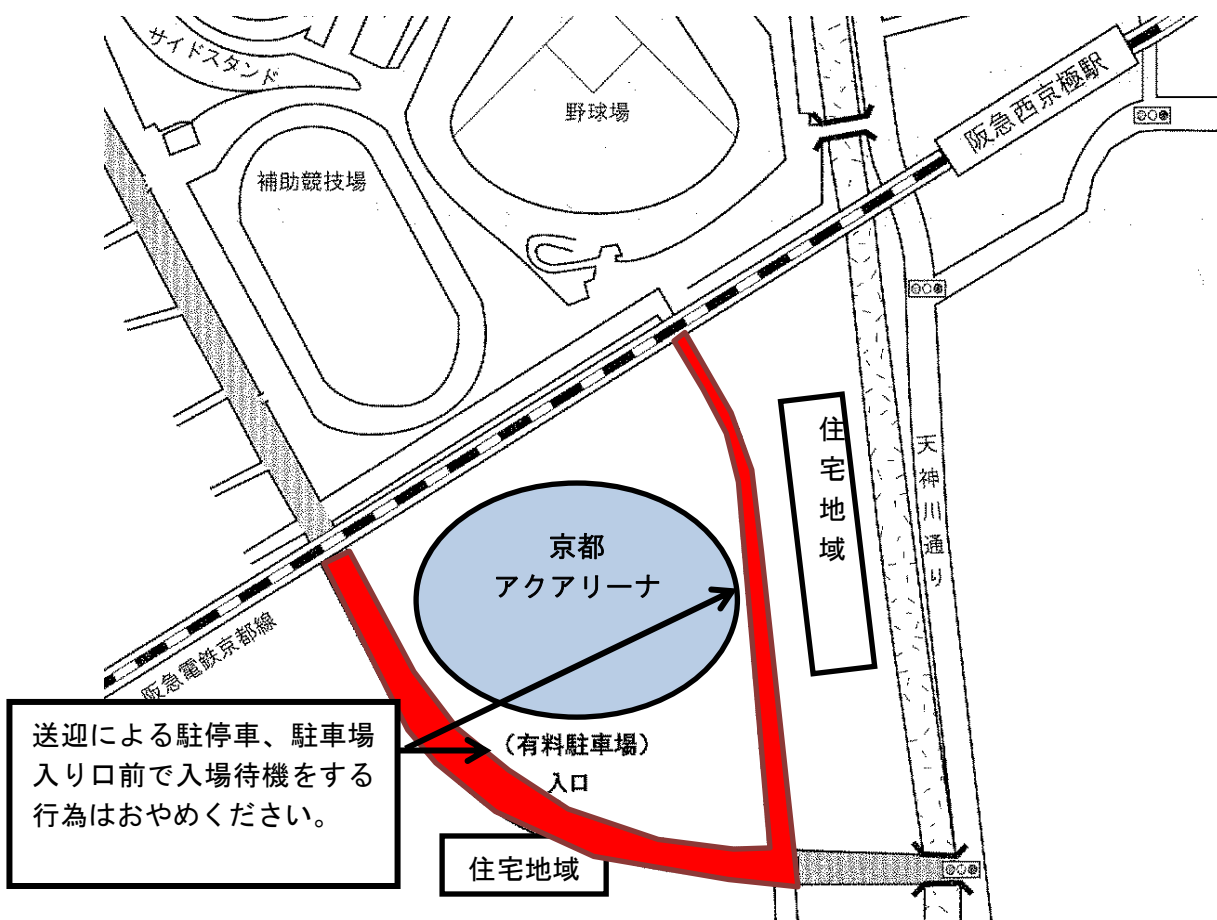 サイドスタンド
野球場
阪急西京極駅
補助競技場
住宅地域
天神川通り
京都
アクアリーナ
阪急電鉄京都線
送迎による駐停車、駐車場
入り口前で入場待機をする
行為はおやめください。
（有料駐車場）
入口
住宅地域